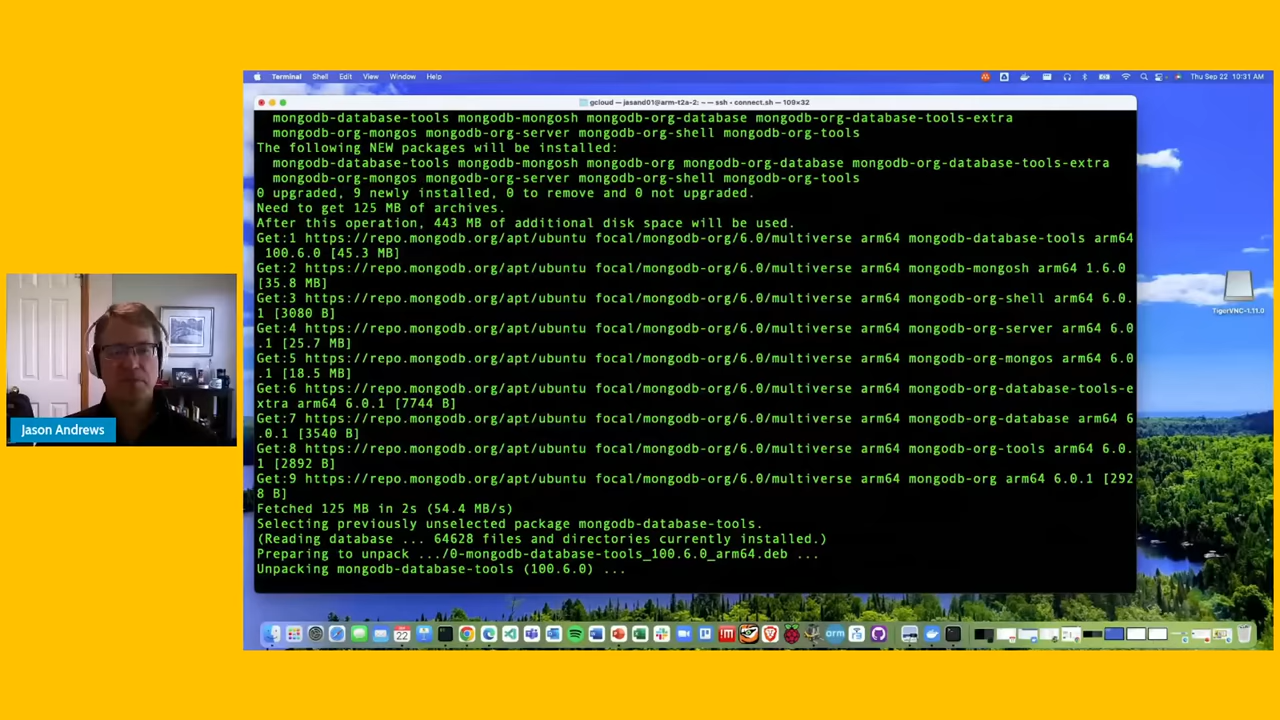 Terminal Shell Edit View Window Help
Thu Sep 22 10:31 AM
gcloud — jasand01@arm-t2a-2: ~ — ssh • connect.sh — 109×32
mongodb-database-tools mongodb-mongosh mongodb-org-database mongodb-org-database-tools-extra
mongodb-org-mongos mongodb-org-server mongodb-org-shell mongodb-org-tools
The following NEW packages will be installed:
mongodb-database-tools mongodb-mongosh mongodb-org mongodb-org-database mongodb-org-database-tools-extra
mongodb-org-mongos mongodb-org-server mongodb-org-shell mongodb-org-tools
0 upgraded, 9 newly installed, 0 to remove and 0 not upgraded.
Need to get 125 MB of archives.
After this operation, 443 MB of additional disk space will be used.
Get:1 https://repo.mongodb.org/apt/ubuntu focal/mongodb-org/6.0/multiverse arm64 mongodb-database-tools arm64
100.6.0 [45.3 MB]
Get:2 https://repo.mongodb.org/apt/ubuntu focal/mongodb-org/6.0/multiverse arm64 mongodb-mongosh arm64 1.6.0
[35.8 MB]
Get:3 https://repo.mongodb.org/apt/ubuntu focal/mongodb-org/6.0/multiverse arm64 mongodb-org-shell arm64 6.0.
1 [3080 B]
Get:4 https://repo.mongodb.org/apt/ubuntu focal/mongodb-org/6.0/multiverse arm64 mongodb-org-server arm64 6.0
.1 [25.7 MB]
Get:5 https://repo.mongodb.org/apt/ubuntu focal/mongodb-org/6.0/multiverse arm64 mongodb-org-mongos arm64 6.0
.1 [18.5 MB]
Get:6 https://repo.mongodb.org/apt/ubuntu focal/mongodb-org/6.0/multiverse arm64 mongodb-org-database-tools-e
xtra arm64 6.0.1 [7744 B]
Get:7 https://repo.mongodb.org/apt/ubuntu focal/mongodb-org/6.0/multiverse arm64 mongodb-org-database arm64 6
.0.1 [3540 B]
Get:8 https://repo.mongodb.org/apt/ubuntu focal/mongodb-org/6.0/multiverse arm64 mongodb-org-tools arm64 6.0.
1 [2892 B]
Get:9 https://repo.mongodb.org/apt/ubuntu focal/mongodb-org/6.0/multiverse arm64 mongodb-org arm64 6.0.1 [292
8 B]
Fetched 125 MB in 2s (54.4 MB/s)
Selecting previously unselected package mongodb-database-tools.
(Reading database ... 64628 files and directories currently installed.)
Preparing to unpack .../0-mongodb-database-tools_100.6.0_arm64.deb ...
Unpacking mongodb-database-tools (100.6.0) ...
TigerVNC-1.11.0
Jason Andrews
22
arm